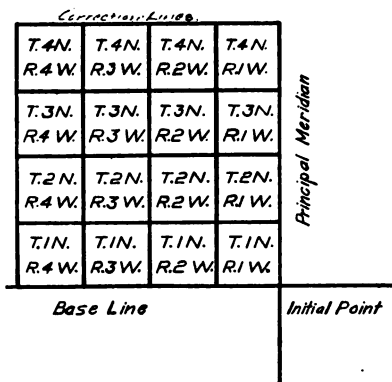 Correction Lines.
T.4N. T.4N. T.4N. T.4N.
R.4W. R.3W. R.2W. R.1W.
T.3N. T.3N. T.3N. T.3N.
R.4W. R.3W. R.2W. R.1W.
T.2N. T.2N. T.2N. T.2N.
R.4W. R.3W. R.2W. R.1W.
T.1N. T.1N. T.1N. T.1N.
R.4W. R.3W. R.2W. R.1W.
Principal Meridian
Base Line
Initial Point